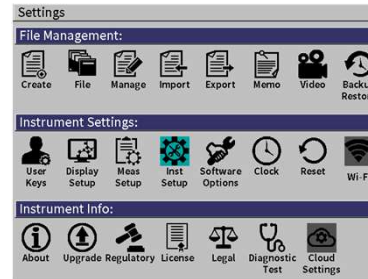 Settings
File Management:
Create File Manage Import Export Memo Video Backu
Restor
Instrument Settings:
User Display Meas Inst Software Clock Reset Wi-F
Keys Setup Setup Setup Options
Instrument Info:
About Upgrade Regulatory License Legal Diagnostic Cloud
Test Settings